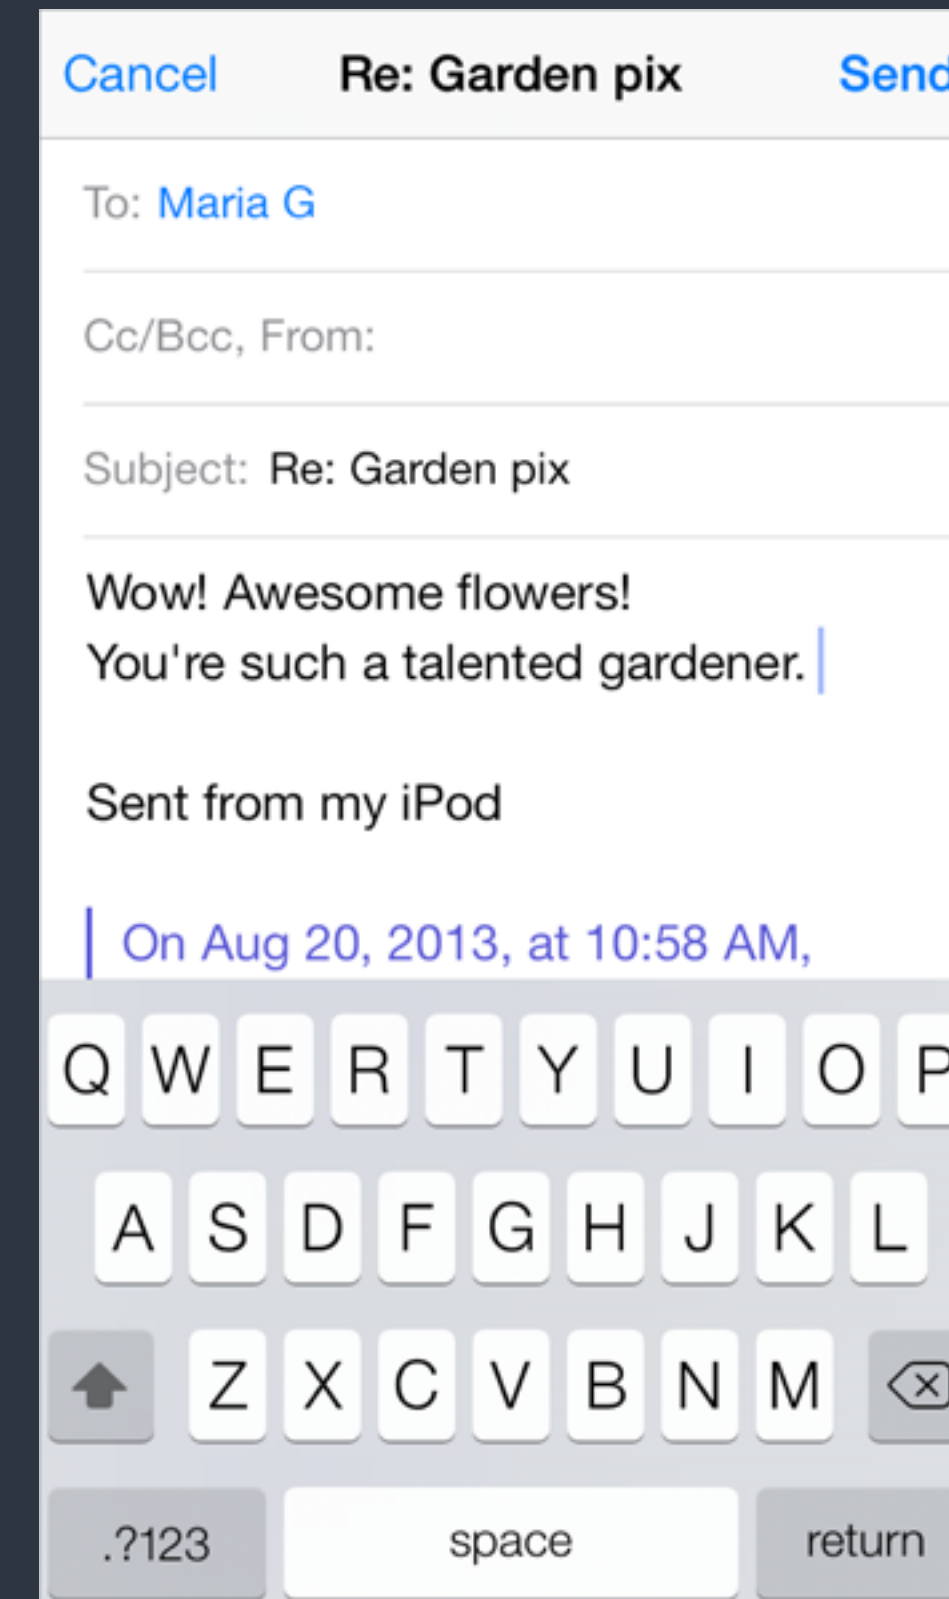 Cancel Re: Garden pix Send
To: Maria G
Cc/Bcc, From:
Subject: Re: Garden pix
Wow! Awesome flowers!
You're such a talented gardener.
Sent from my iPod
On Aug 20, 2013, at 10:58 AM,
Q W E R T Y U I O P
A S D F G H J K L
Z X C V B N M
.?123 space return